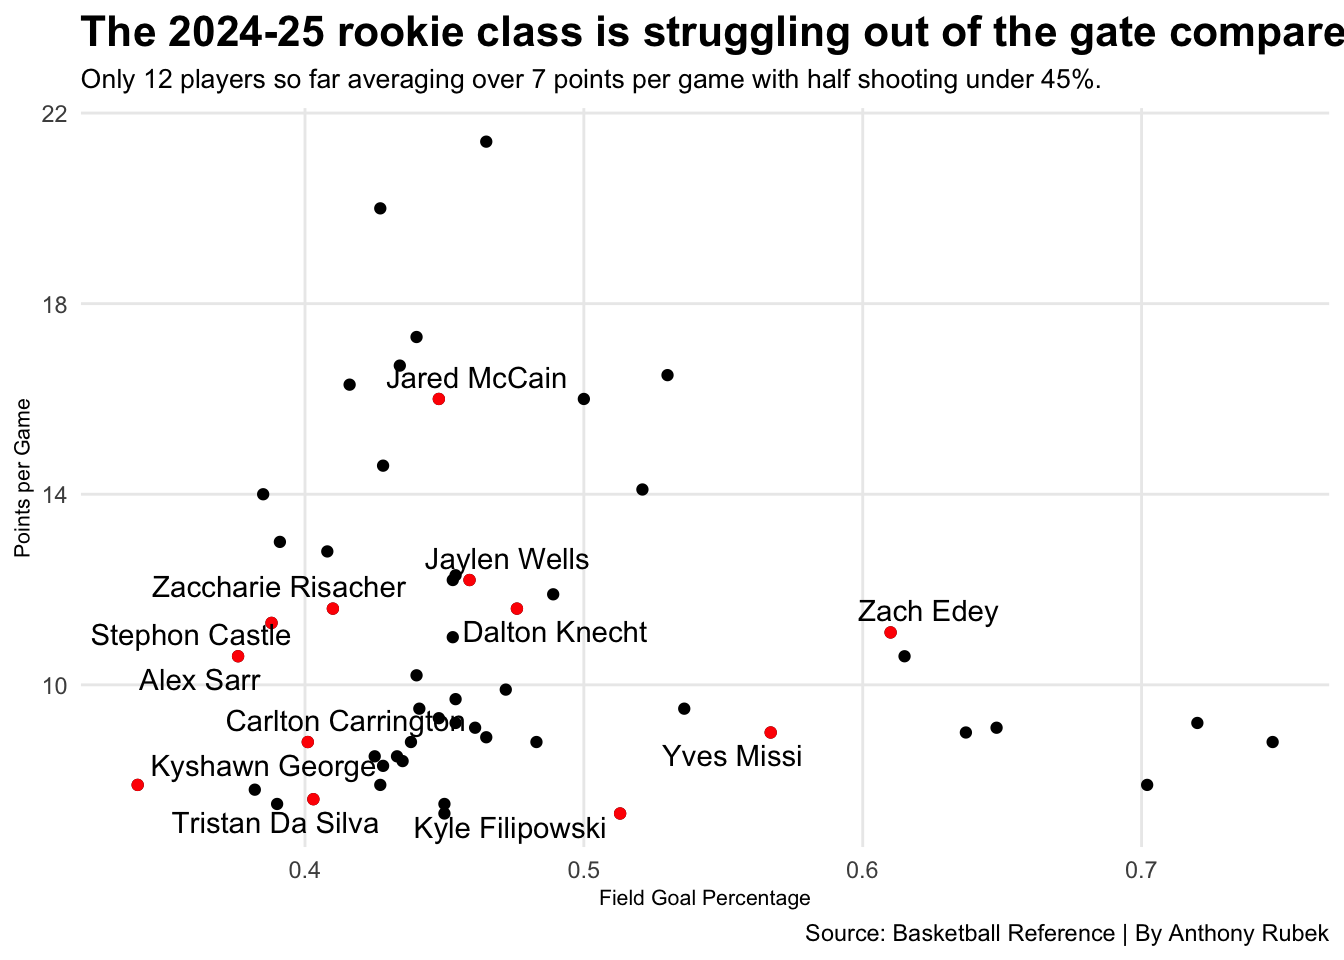 The 2024-25 rookie class is struggling out of the gate compare
Only 12 players so far averaging over 7 points per game with half shooting under 45%.
22
18
14
10
Points per Game
Jared McCain
Jaylen Wells
Zaccharie Risacher
Zach Edey
Stephon Castle
Dalton Knecht
Alex Sarr
Carlton Carrington
Yves Missi
Kyshawn George
Tristan Da Silva
Kyle Filipowski
0.4
0.5
0.6
0.7
Field Goal Percentage
Source: Basketball Reference | By Anthony Rubek